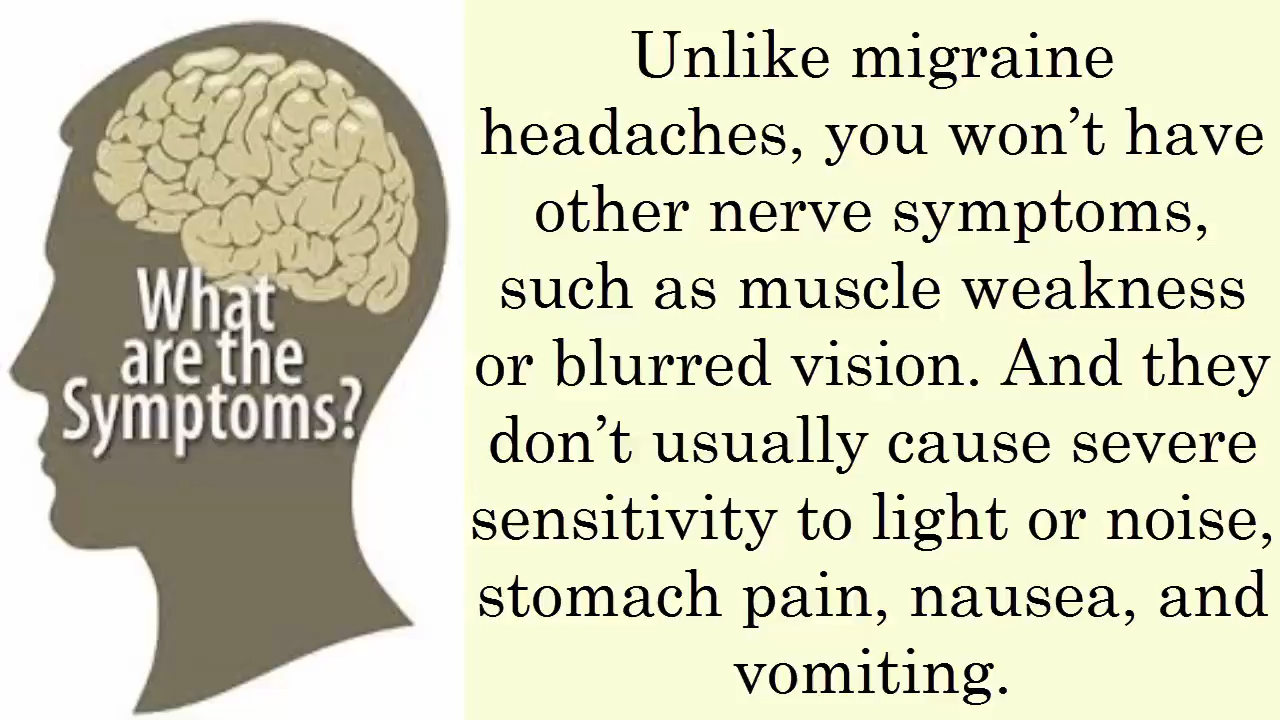 What
are the
Symptoms?
Unlike migraine
headaches, you won’t have
other nerve symptoms,
such as muscle weakness
or blurred vision. And they
don’t usually cause severe
sensitivity to light or noise,
stomach pain, nausea, and
vomiting.